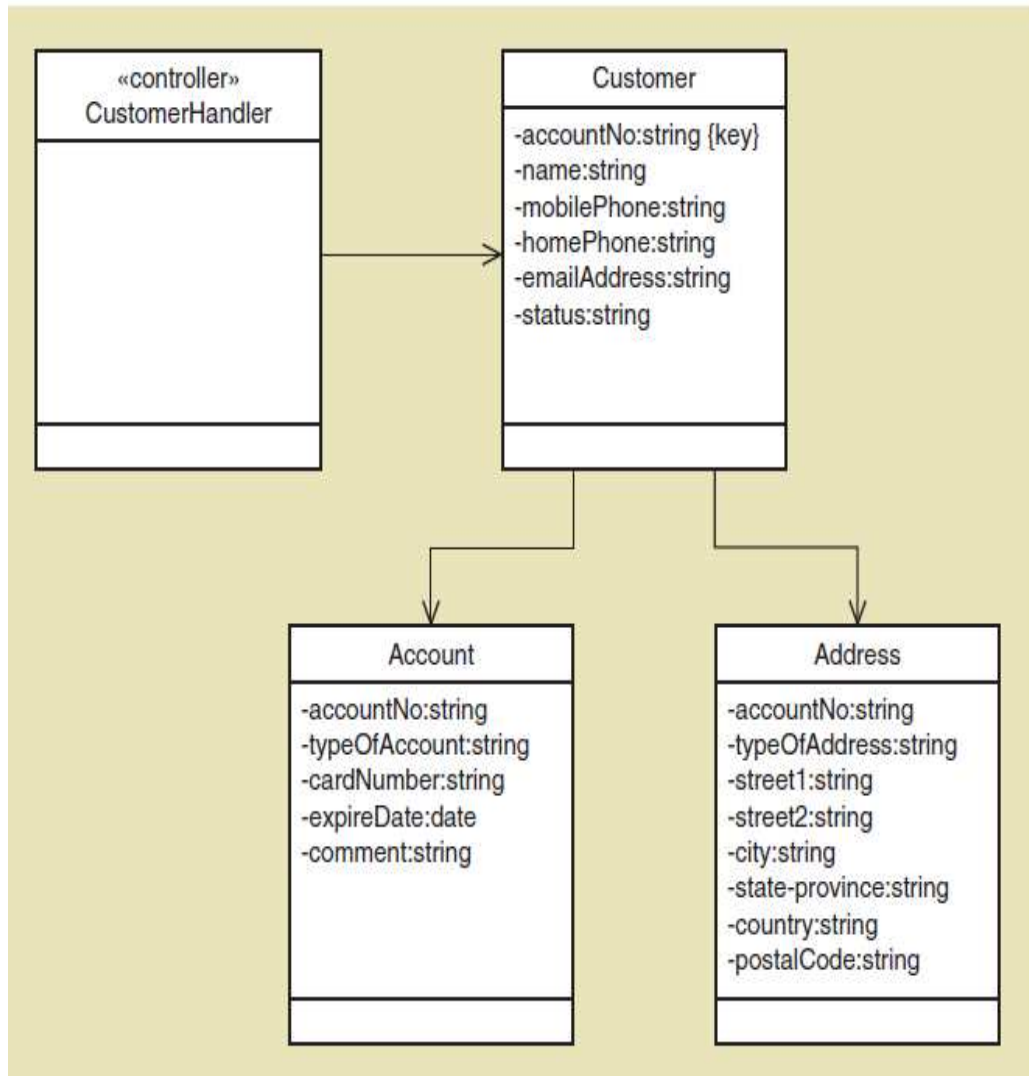 «controller»
CustomerHandler
Customer
-accountNo:string {key}
-name:string
-mobilePhone:string
-homePhone:string
-emailAddress:string
-status:string
Account
-accountNo:string
-typeOfAccount:string
-cardNumber:string
-expireDate:date
-comment:string
Address
-accountNo:string
-typeOfAddress:string
-street1:string
-street2:string
-city:string
-state-province:string
-country:string
-postalCode:string